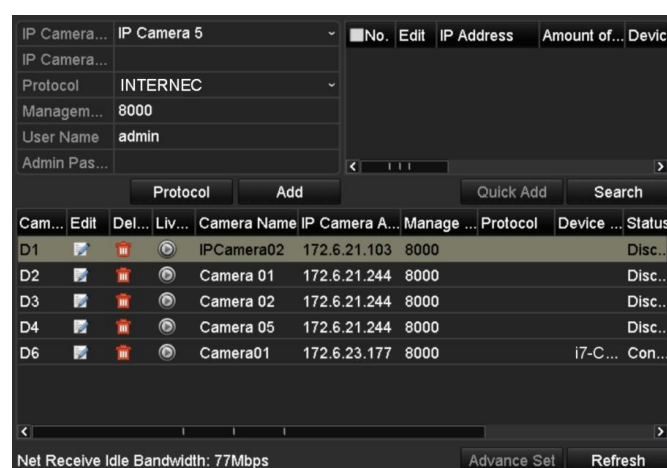 IP Camera... IP Camera 5
IP Camera...
Protocol INTERNEC
Managem... 8000
User Name admin
Admin Pas...
No. Edit IP Address Amount of... Devic
Protocol Add Quick Add Search
Cam... Edit Del... Liv... Camera Name IP Camera A... Manage ... Protocol Device ... Status
D1 IPCamera02 172.6.21.103 8000 Disc...
D2 Camera 01 172.6.21.244 8000 Disc...
D3 Camera 02 172.6.21.244 8000 Disc...
D4 Camera 05 172.6.21.244 8000 Disc...
D6 Camera01 172.6.23.177 8000 i7-C... Con...
Net Receive Idle Bandwidth: 77Mbps Advance Set Refresh